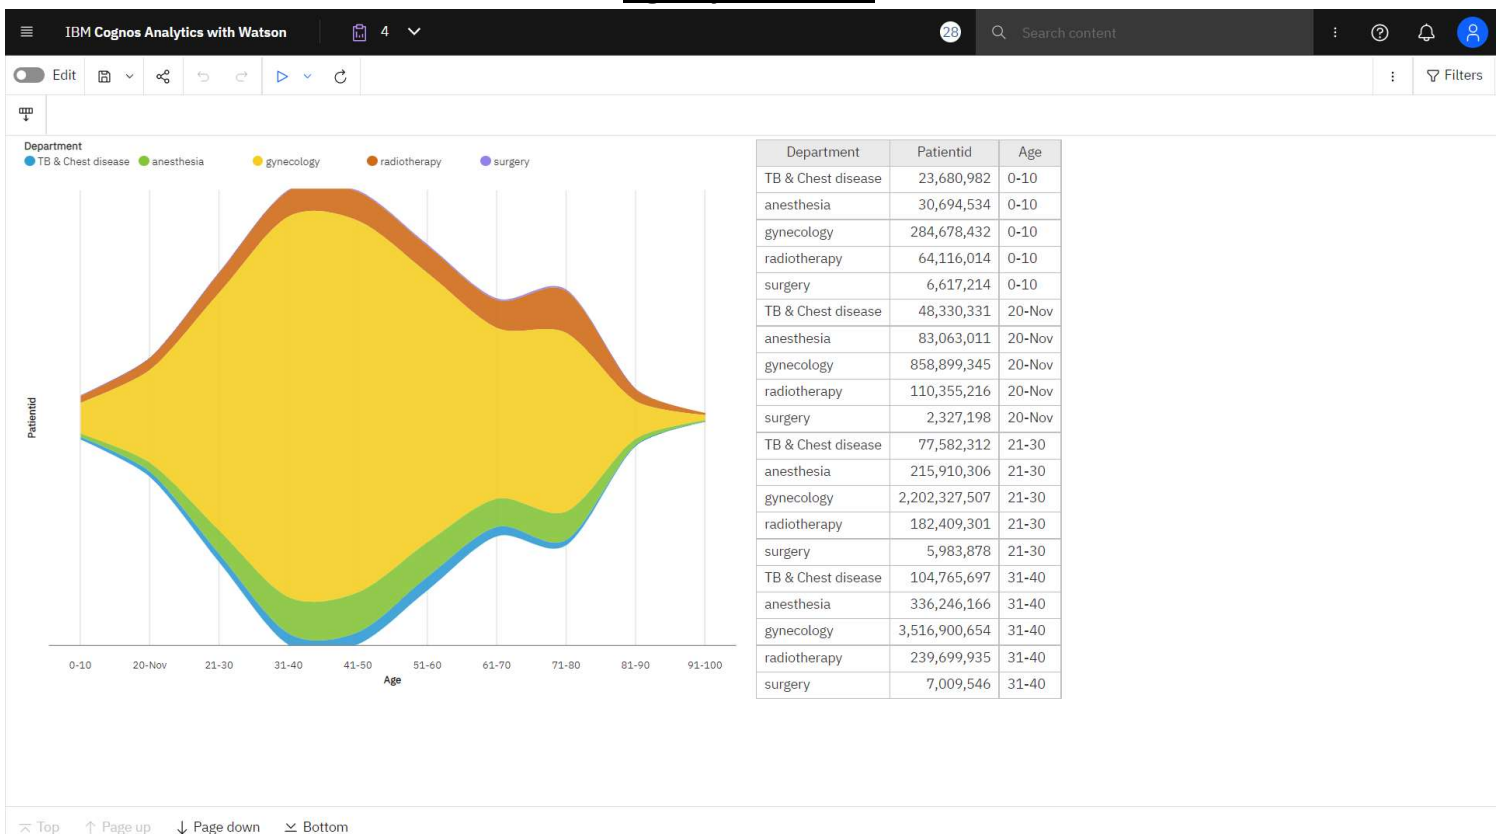 IBM Cognos Analytics with Watson 4 28 Search content
Edit Filters
Department
TB & Chest disease anesthesia gynecology radiotherapy surgery
Patientid
0-10 20-Nov 21-30 31-40 41-50 51-60 61-70 71-80 81-90 91-100
Age
Department Patientid Age
TB & Chest disease 23,680,982 0-10
anesthesia 30,694,534 0-10
gynecology 284,678,432 0-10
radiotherapy 64,116,014 0-10
surgery 6,617,214 0-10
TB & Chest disease 48,330,331 20-Nov
anesthesia 83,063,011 20-Nov
gynecology 858,899,345 20-Nov
radiotherapy 110,355,216 20-Nov
surgery 2,327,198 20-Nov
TB & Chest disease 77,582,312 21-30
anesthesia 215,910,306 21-30
gynecology 2,202,327,507 21-30
radiotherapy 182,409,301 21-30
surgery 5,983,878 21-30
TB & Chest disease 104,765,697 31-40
anesthesia 336,246,166 31-40
gynecology 3,516,900,654 31-40
radiotherapy 239,699,935 31-40
surgery 7,009,546 31-40
Top Page up Page down Bottom